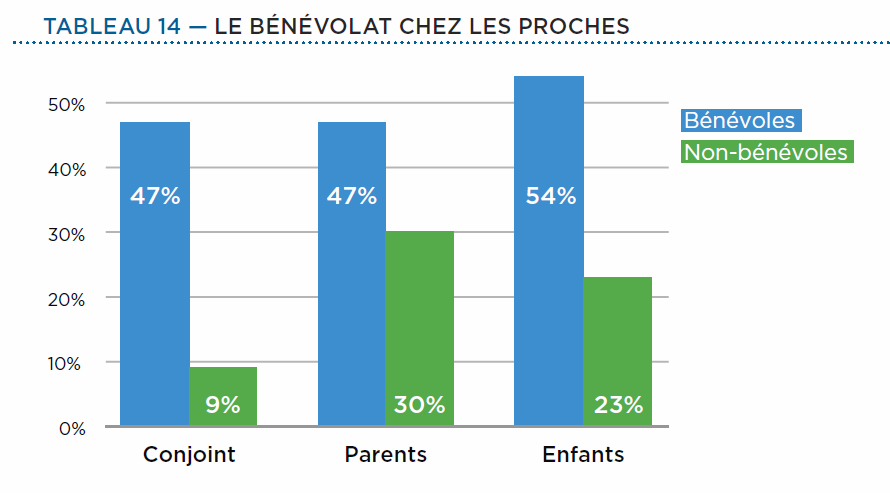 TABLEAU 14 — LE BÉNÉVOLAT CHEZ LES PROCHES
50%
40%
30%
20%
10%
0%
47%
9%
47%
30%
54%
23%
Conjoint
Parents
Enfants
Bénévoles
Non-bénévoles